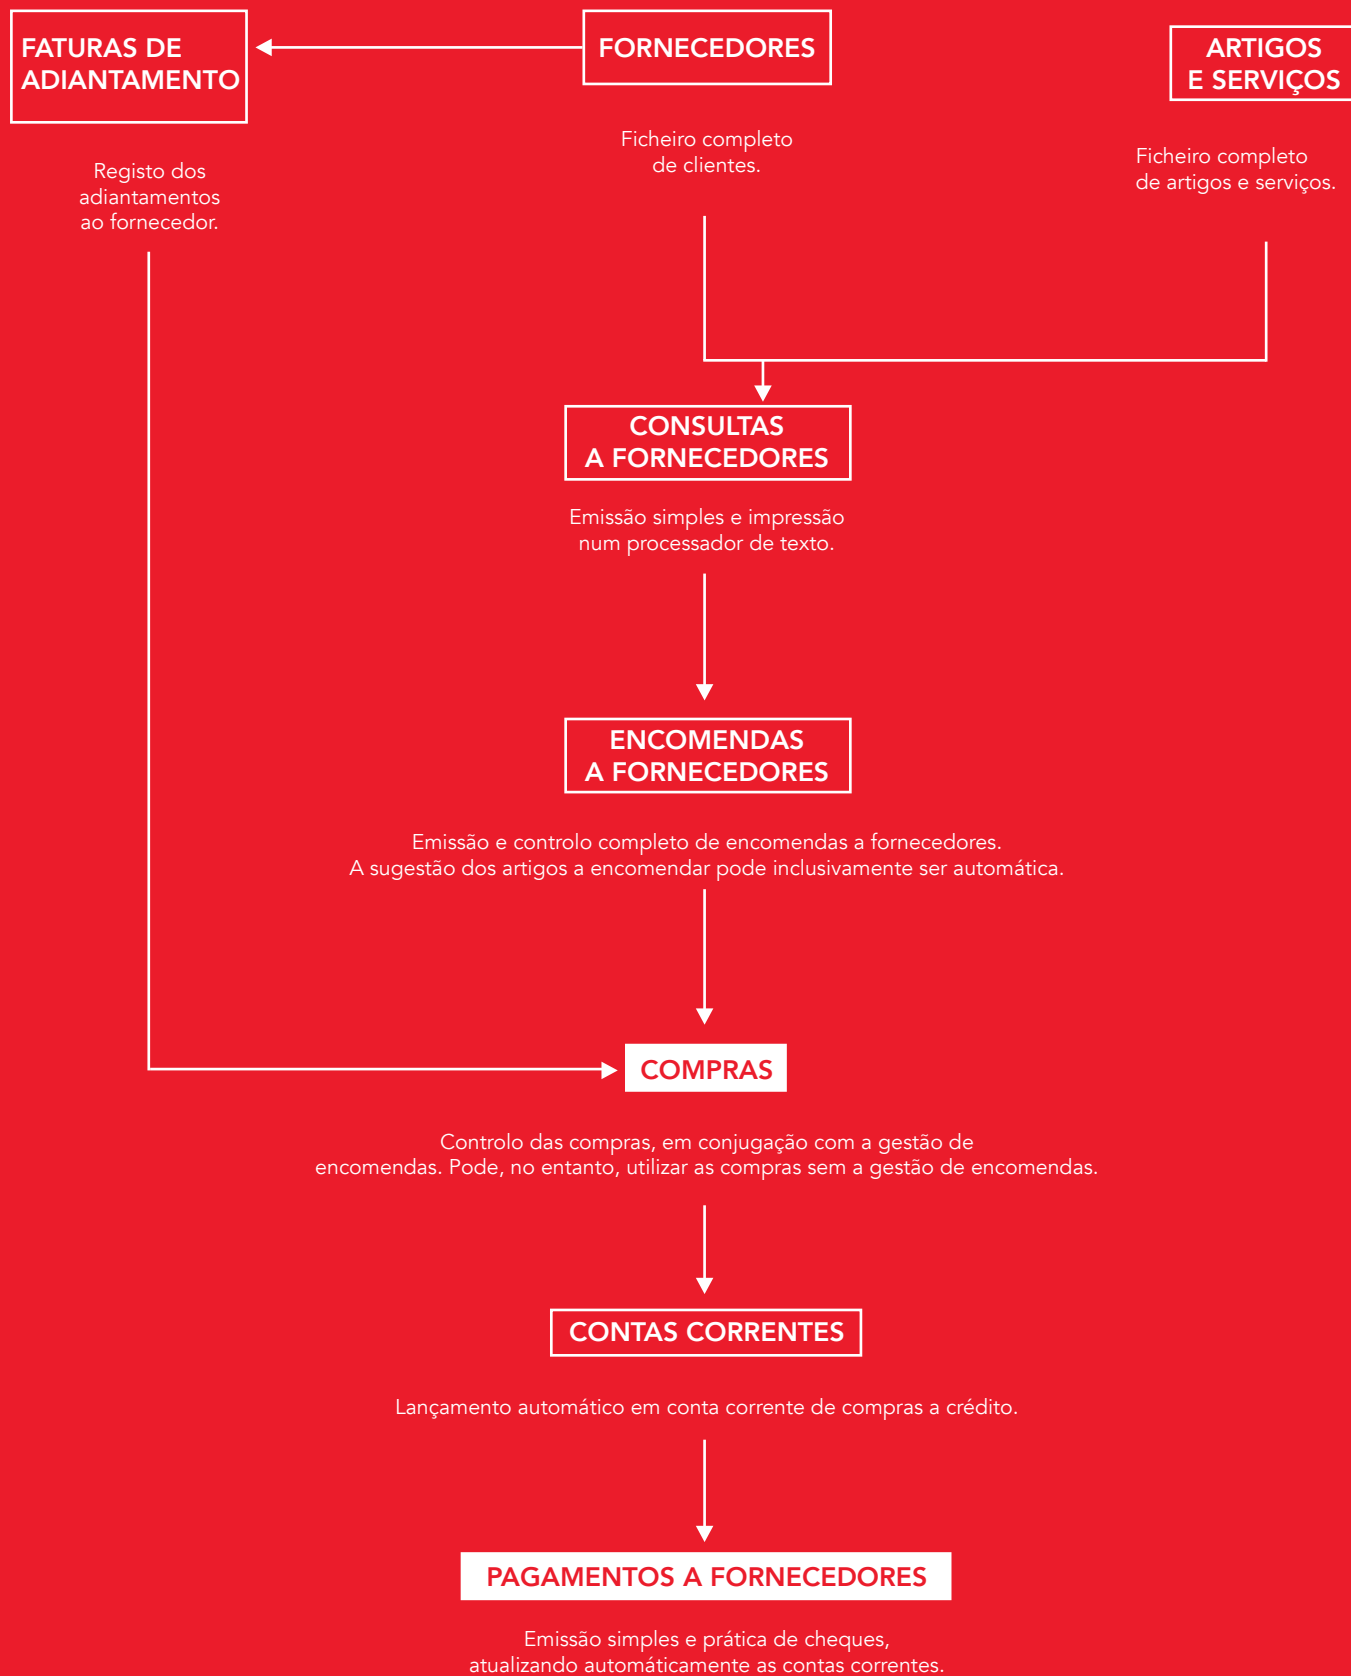 FATURAS DE
ADIANTAMENTO
Registo dos
adiantamentos
ao fornecedor.
FORNECEDORES
Ficheiro completo
de clientes.
ARTIGOS
E SERVIÇOS
Ficheiro completo
de artigos e serviços.
CONSULTAS
A FORNECEDORES
Emissão simples e impressão
num processador de texto.
ENCOMENDAS
A FORNECEDORES
Emissão e controlo completo de encomendas a fornecedores.
A sugestão dos artigos a encomendar pode inclusivamente ser automática.
COMPRAS
Controlo das compras, em conjugação com a gestão de
encomendas. Pode, no entanto, utilizar as compras sem a gestão de encomendas.
CONTAS CORRENTES
Lançamento automático em conta corrente de compras a crédito.
PAGAMENTOS A FORNECEDORES
Emissão simples e prática de cheques,
atualizando automáticamente as contas correntes.